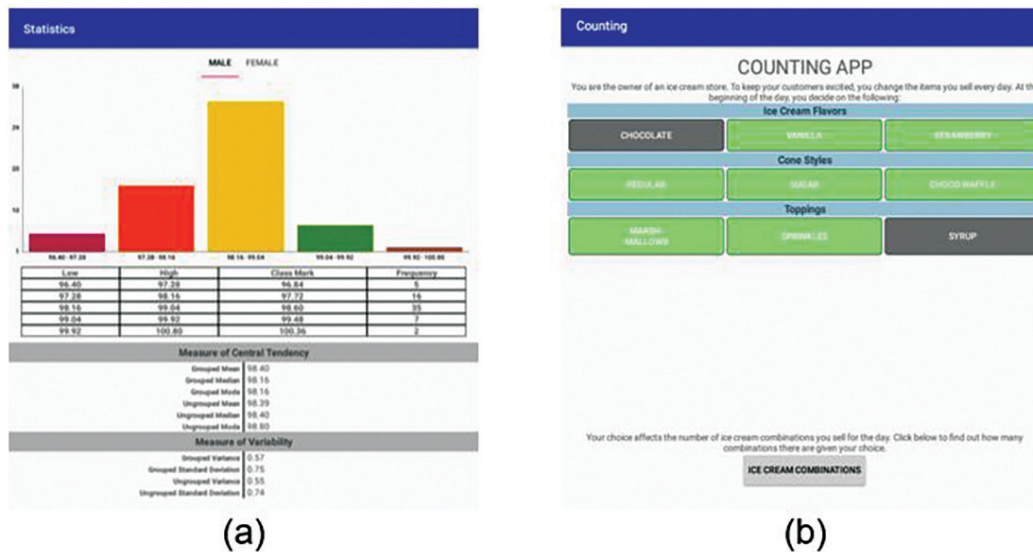 Statistics
MALE FEMALE
96.40 - 97.28 97.28 - 98.16 98.16 - 99.04 99.04 - 99.92 99.92 - 100.80
Low High Class Mark Frequency
96.40 97.28 96.84 5
97.28 98.16 97.72 16
98.16 99.04 98.60 35
99.04 99.92 99.48 7
99.92 100.80 100.36 2
Measure of Central Tendency
Grouped Mean 98.40
Grouped Median 98.16
Grouped Mode 98.16
Ungrouped Mean 98.39
Ungrouped Median 98.40
Ungrouped Mode 98.80
Measure of Variability
Grouped Variance 0.57
Grouped Standard Deviation 0.75
Ungrouped Variance 0.55
Ungrouped Standard Deviation 0.74
(a)
Counting
COUNTING APP
You are the owner of an ice cream store. To keep your customers excited, you change the items you sell every day. At th
beginning of the day, you decide on the following:
Ice Cream Flavors
CHOCOLATE VANILLA STRAWBERRY
Cone Styles
REGULAR SUGAR CHOCO WAFFLE
Toppings
MARSH-
MALLOWS SPRINKLES SYRUP
Your choice affects the number of ice cream combinations you sell for the day. Click below to find out how many
combinations there are given your choice.
ICE CREAM COMBINATIONS
(b)